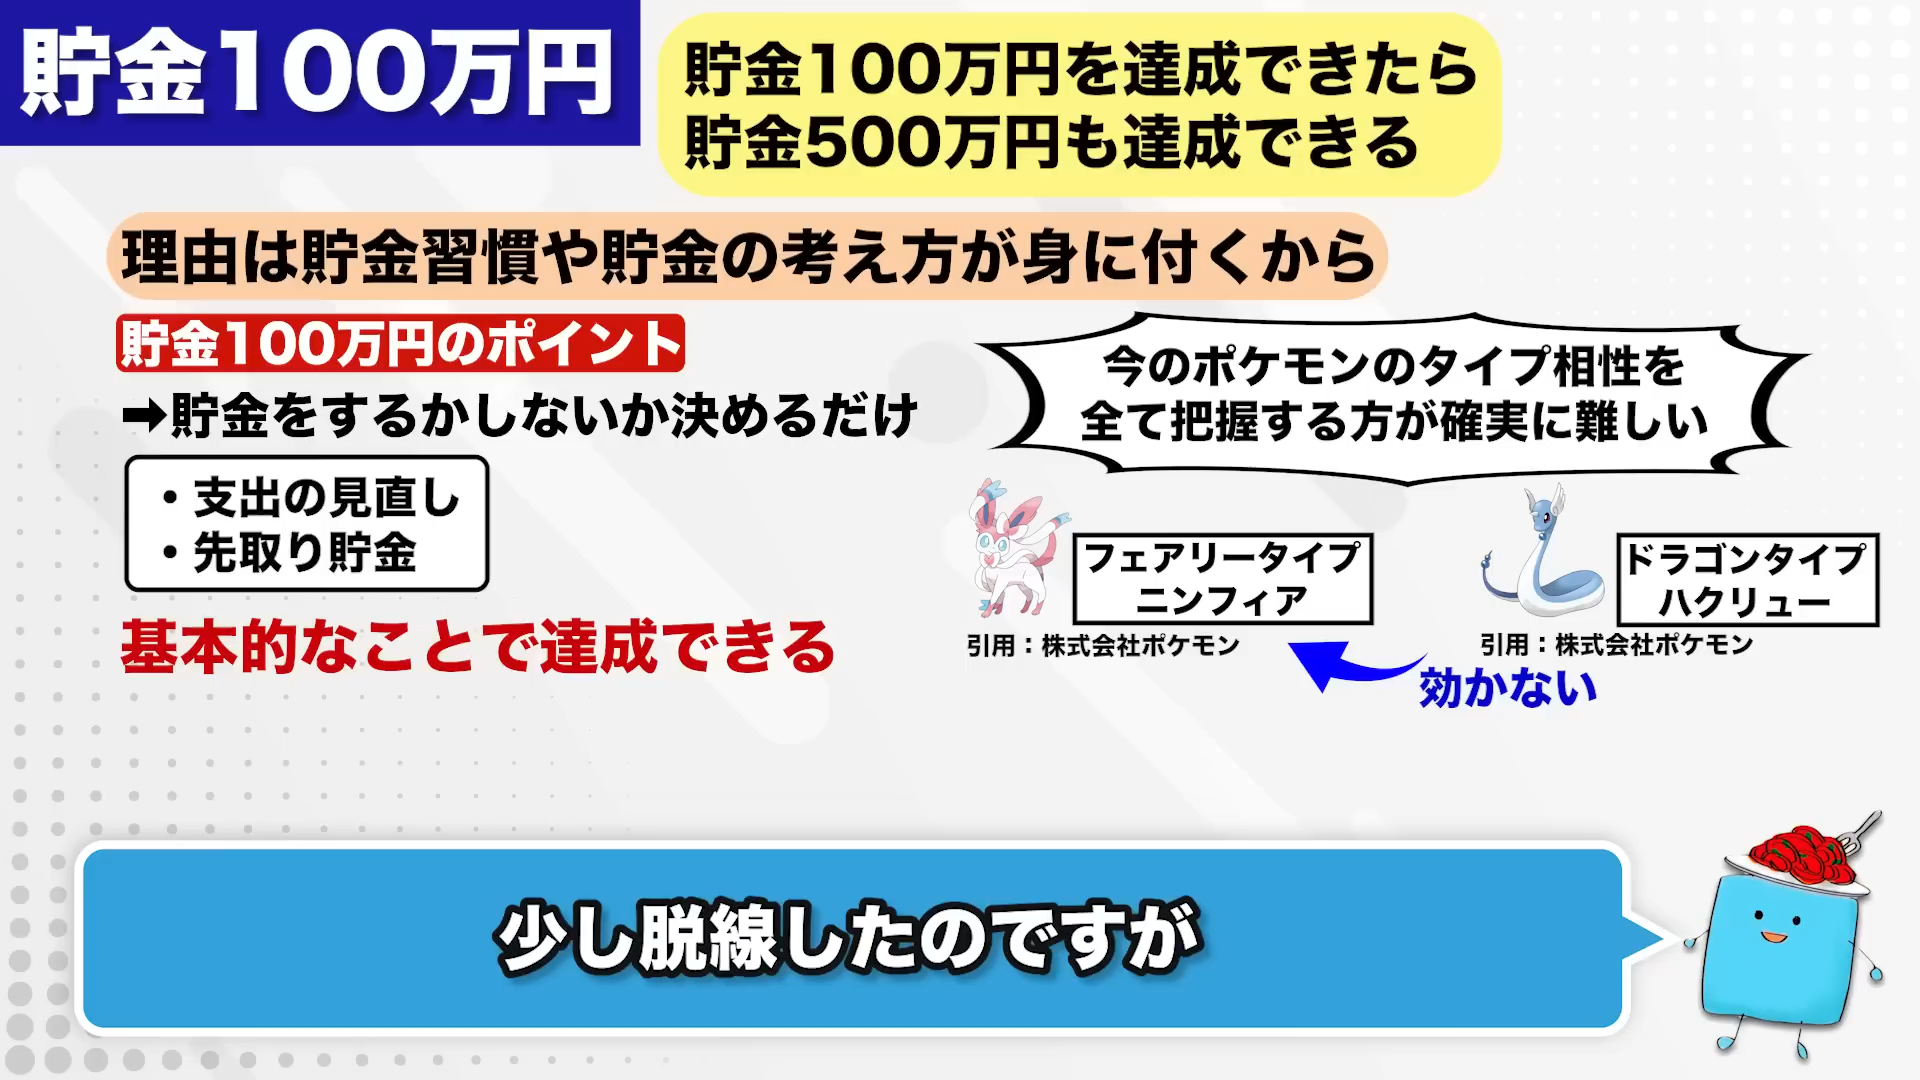 貯金100万円
貯金100万円を達成できたら
貯金500万円も達成できる
理由は貯金習慣や貯金の考え方が身に付くから
貯金100万円のポイント
➡貯金をするかしないか決めるだけ
・支出の見直し
・先取り貯金
基本的なことで達成できる
今のポケモンのタイプ相性を
全て把握する方が確実に難しい
フェアリータイプ
ニンフィア
引用：株式会社ポケモン
ドラゴンタイプ
ハクリュー
引用：株式会社ポケモン
効かない
少し脱線したのですが